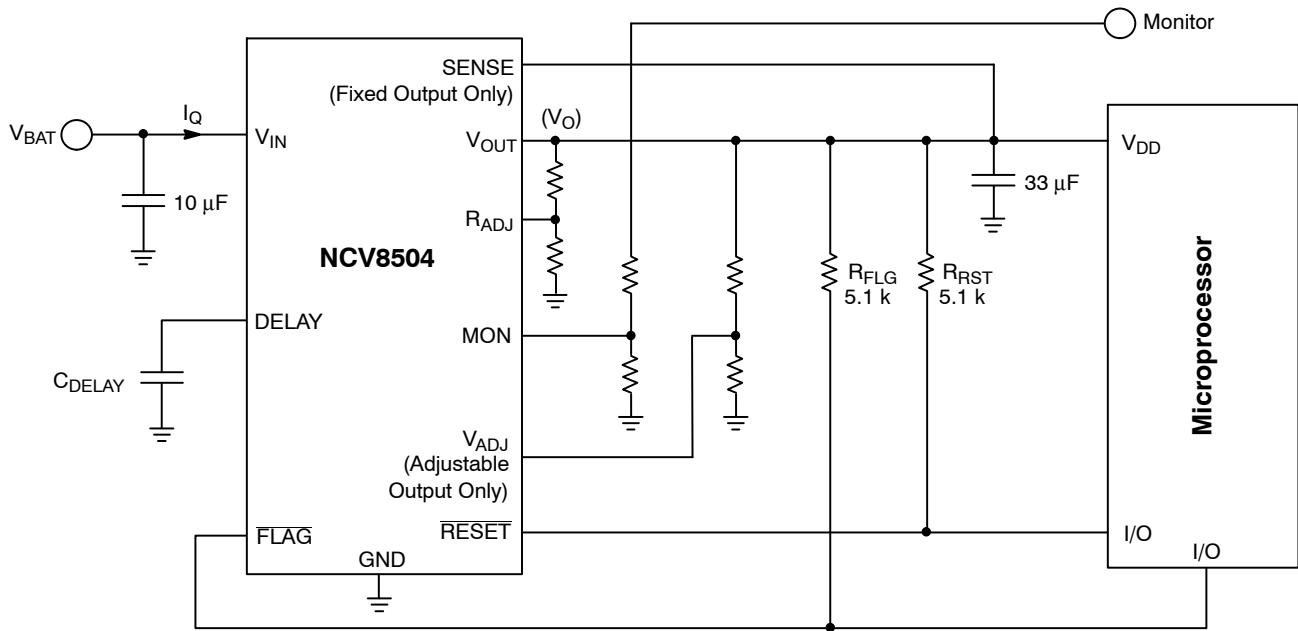 Monitor
SENSE
(Fixed Output Only)
V_BAT
I_Q
V_IN
(V_O)
V_OUT
V_DD
10 μF
33 μF
R_ADJ
NCV8504
R_FLG
5.1 k
R_RST
5.1 k
DELAY
MON
C_DELAY
Microprocessor
V_ADJ
(Adjustable
Output Only)
FLAG
RESET
I/O
I/O
GND